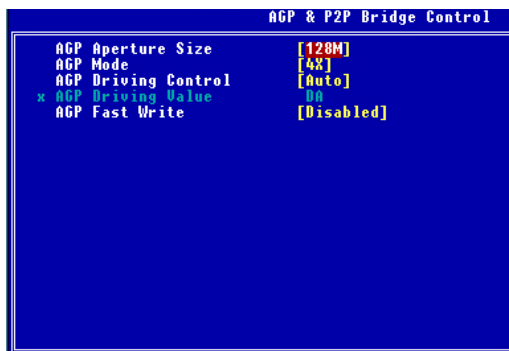 AGP & P2P Bridge Control
AGP Aperture Size [128M]
AGP Mode [4X]
AGP Driving Control [Auto]
x AGP Driving Value DA
AGP Fast Write [Disabled]